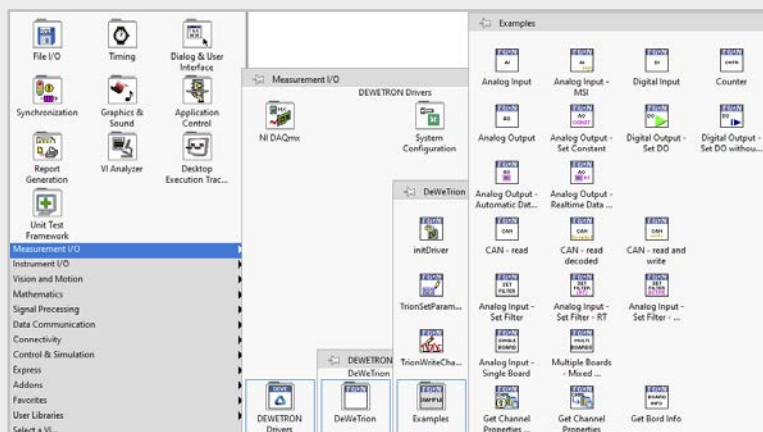 File I/O
Timing
Dialog & User
Interface
Synchronization
Graphics &
Sound
Application
Control
Report
Generation
VI Analyzer
Desktop
Execution Trac...
Unit Test
Framework
Measurement I/O
Instrument I/O
Vision and Motion
Mathematics
Signal Processing
Data Communication
Connectivity
Control & Simulation
Express
Addons
Favorites
User Libraries
Select a VI...
Measurement I/O
DEWETRON Drivers
NI DAQmx
System
Configuration
DEWETRON
Drivers
DEWETRON
DeWeTrion
DeWeTrion
DeWeTrion
initDriver
TrionSetParam...
TrionWriteCha...
Examples
Examples
Analog Input
Analog Input -
MSI
Digital Input
Counter
Analog Output
Analog Output -
Set Constant
Digital Output -
Set DO
Digital Output -
Set DO withou...
Analog Output -
Automatic Dat...
Analog Output -
Realtime Data ...
CAN - read
CAN - read
decoded
CAN - read and
write
Analog Input -
Set Filter
Analog Input -
Set Filter - RT
Analog Input -
Set Filter - ...
Analog Input -
Single Board
Multiple Boards
- Mixed ...
Get Channel
Properties ...
Get Channel
Properties
Get Bord Info